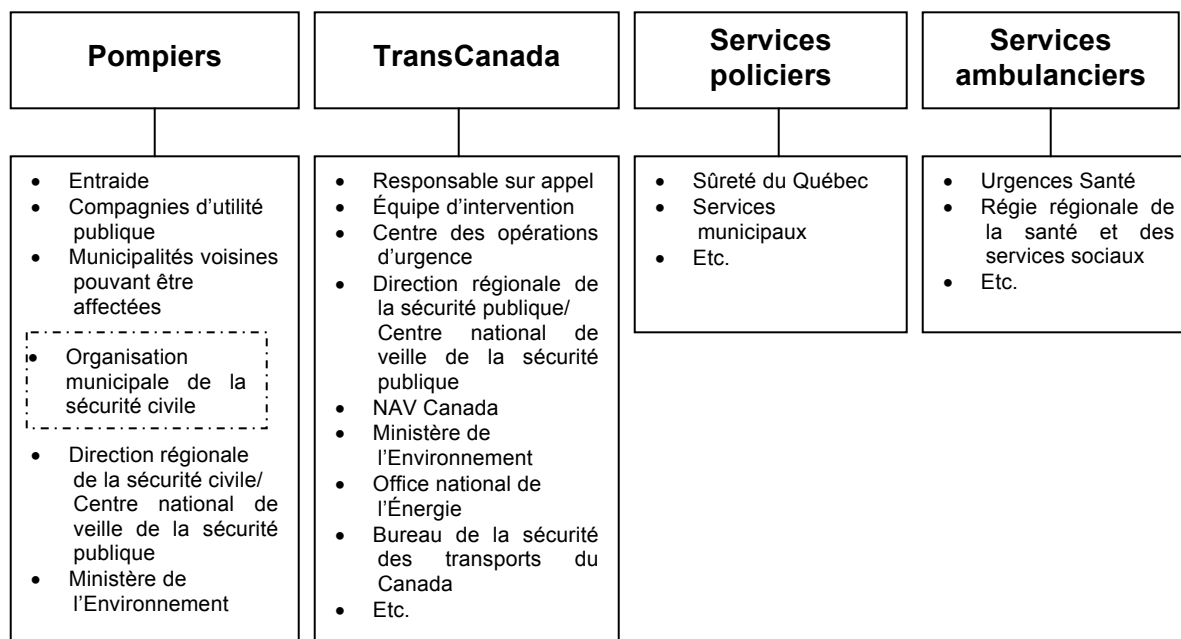 Pompiers
• Entraide
• Compagnies d'utilité
publique
• Municipalités voisines
pouvant être
affectées
• Organisation
municipale de la
sécurité civile
• Direction régionale
de la sécurité civile/
Centre national de
veille de la sécurité
publique
• Ministère de
l'Environnement
TransCanada
• Responsable sur appel
• Équipe d'intervention
• Centre des opérations
d'urgence
• Direction régionale de
la sécurité publique/
Centre national de
veille de la sécurité
publique
• NAV Canada
• Ministère de
l'Environnement
• Office national de
l'Énergie
• Bureau de la sécurité
des transports du
Canada
• Etc.
Services
policiers
• Sûreté du Québec
• Services
municipaux
• Etc.
Services
ambulanciers
• Urgences Santé
• Régie régionale de
la santé et des
services sociaux
• Etc.